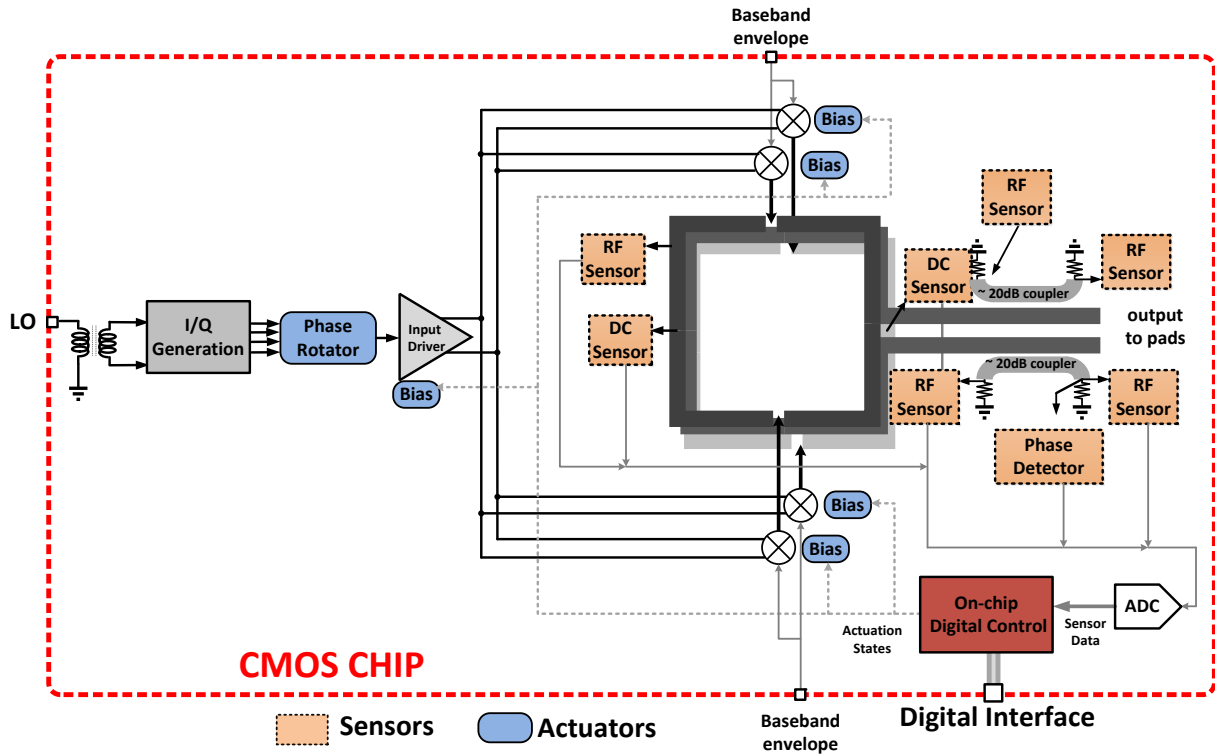 Baseband
envelope
Bias
Bias
RF
Sensor
RF
Sensor
DC
Sensor
RF
Sensor
~ 20dB coupler
LO
I/Q
Generation
Phase
Rotator
Input
Driver
Bias
DC
Sensor
output
to pads
~ 20dB coupler
RF
Sensor
RF
Sensor
Phase
Detector
Bias
Bias
On-chip
Digital Control
ADC
Sensor
Data
Actuation
States
CMOS CHIP
Sensors
Actuators
Baseband
envelope
Digital Interface